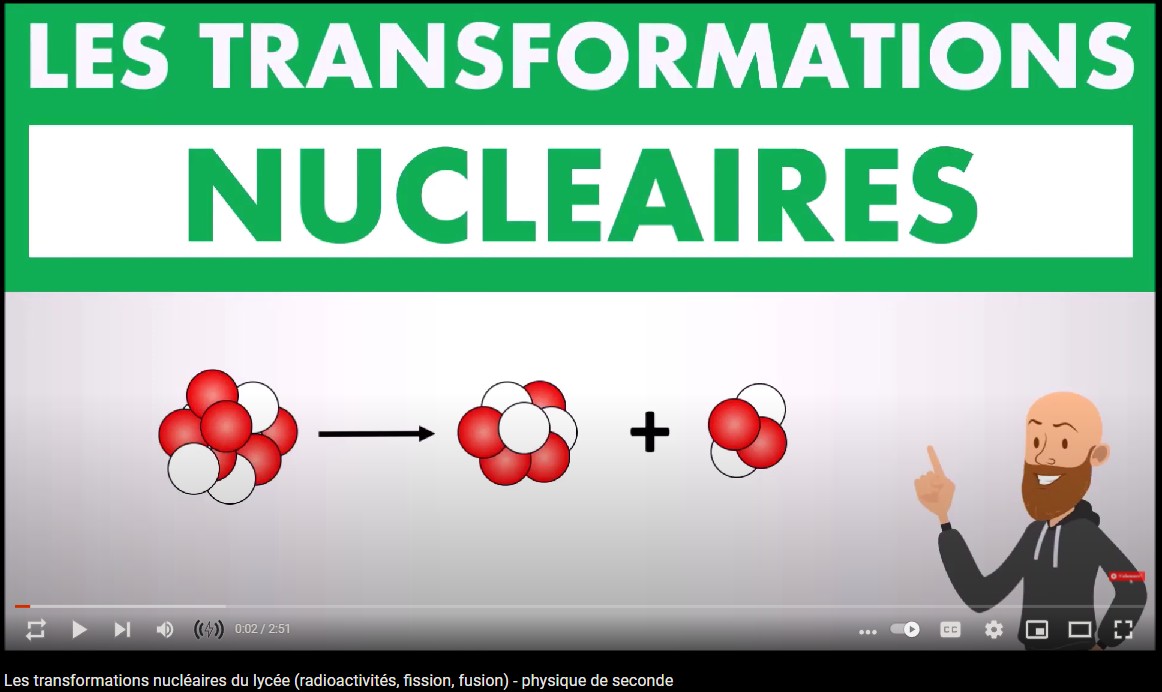 LES TRANSFORMATIONS
NUCLEAIRES
+
0:02 / 2:51
CC
Les transformations nucléaires du lycée (radioactivités, fission, fusion) - physique de seconde